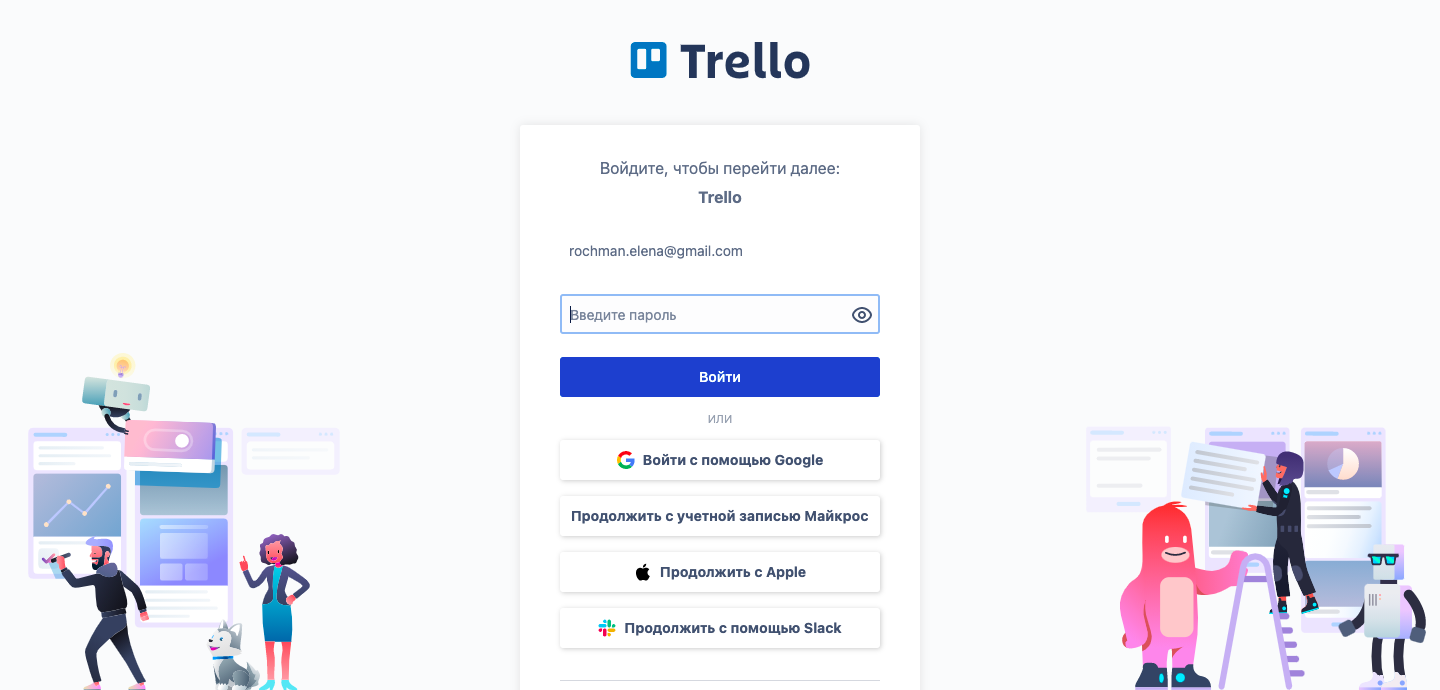 Trello
Войдите, чтобы перейти далее:
Trello
rochman.elena@gmail.com
Введите пароль
Войти
или
Войти с помощью Google
Продолжить с учетной записью Майкрос
Продолжить с Apple
Продолжить с помощью Slack